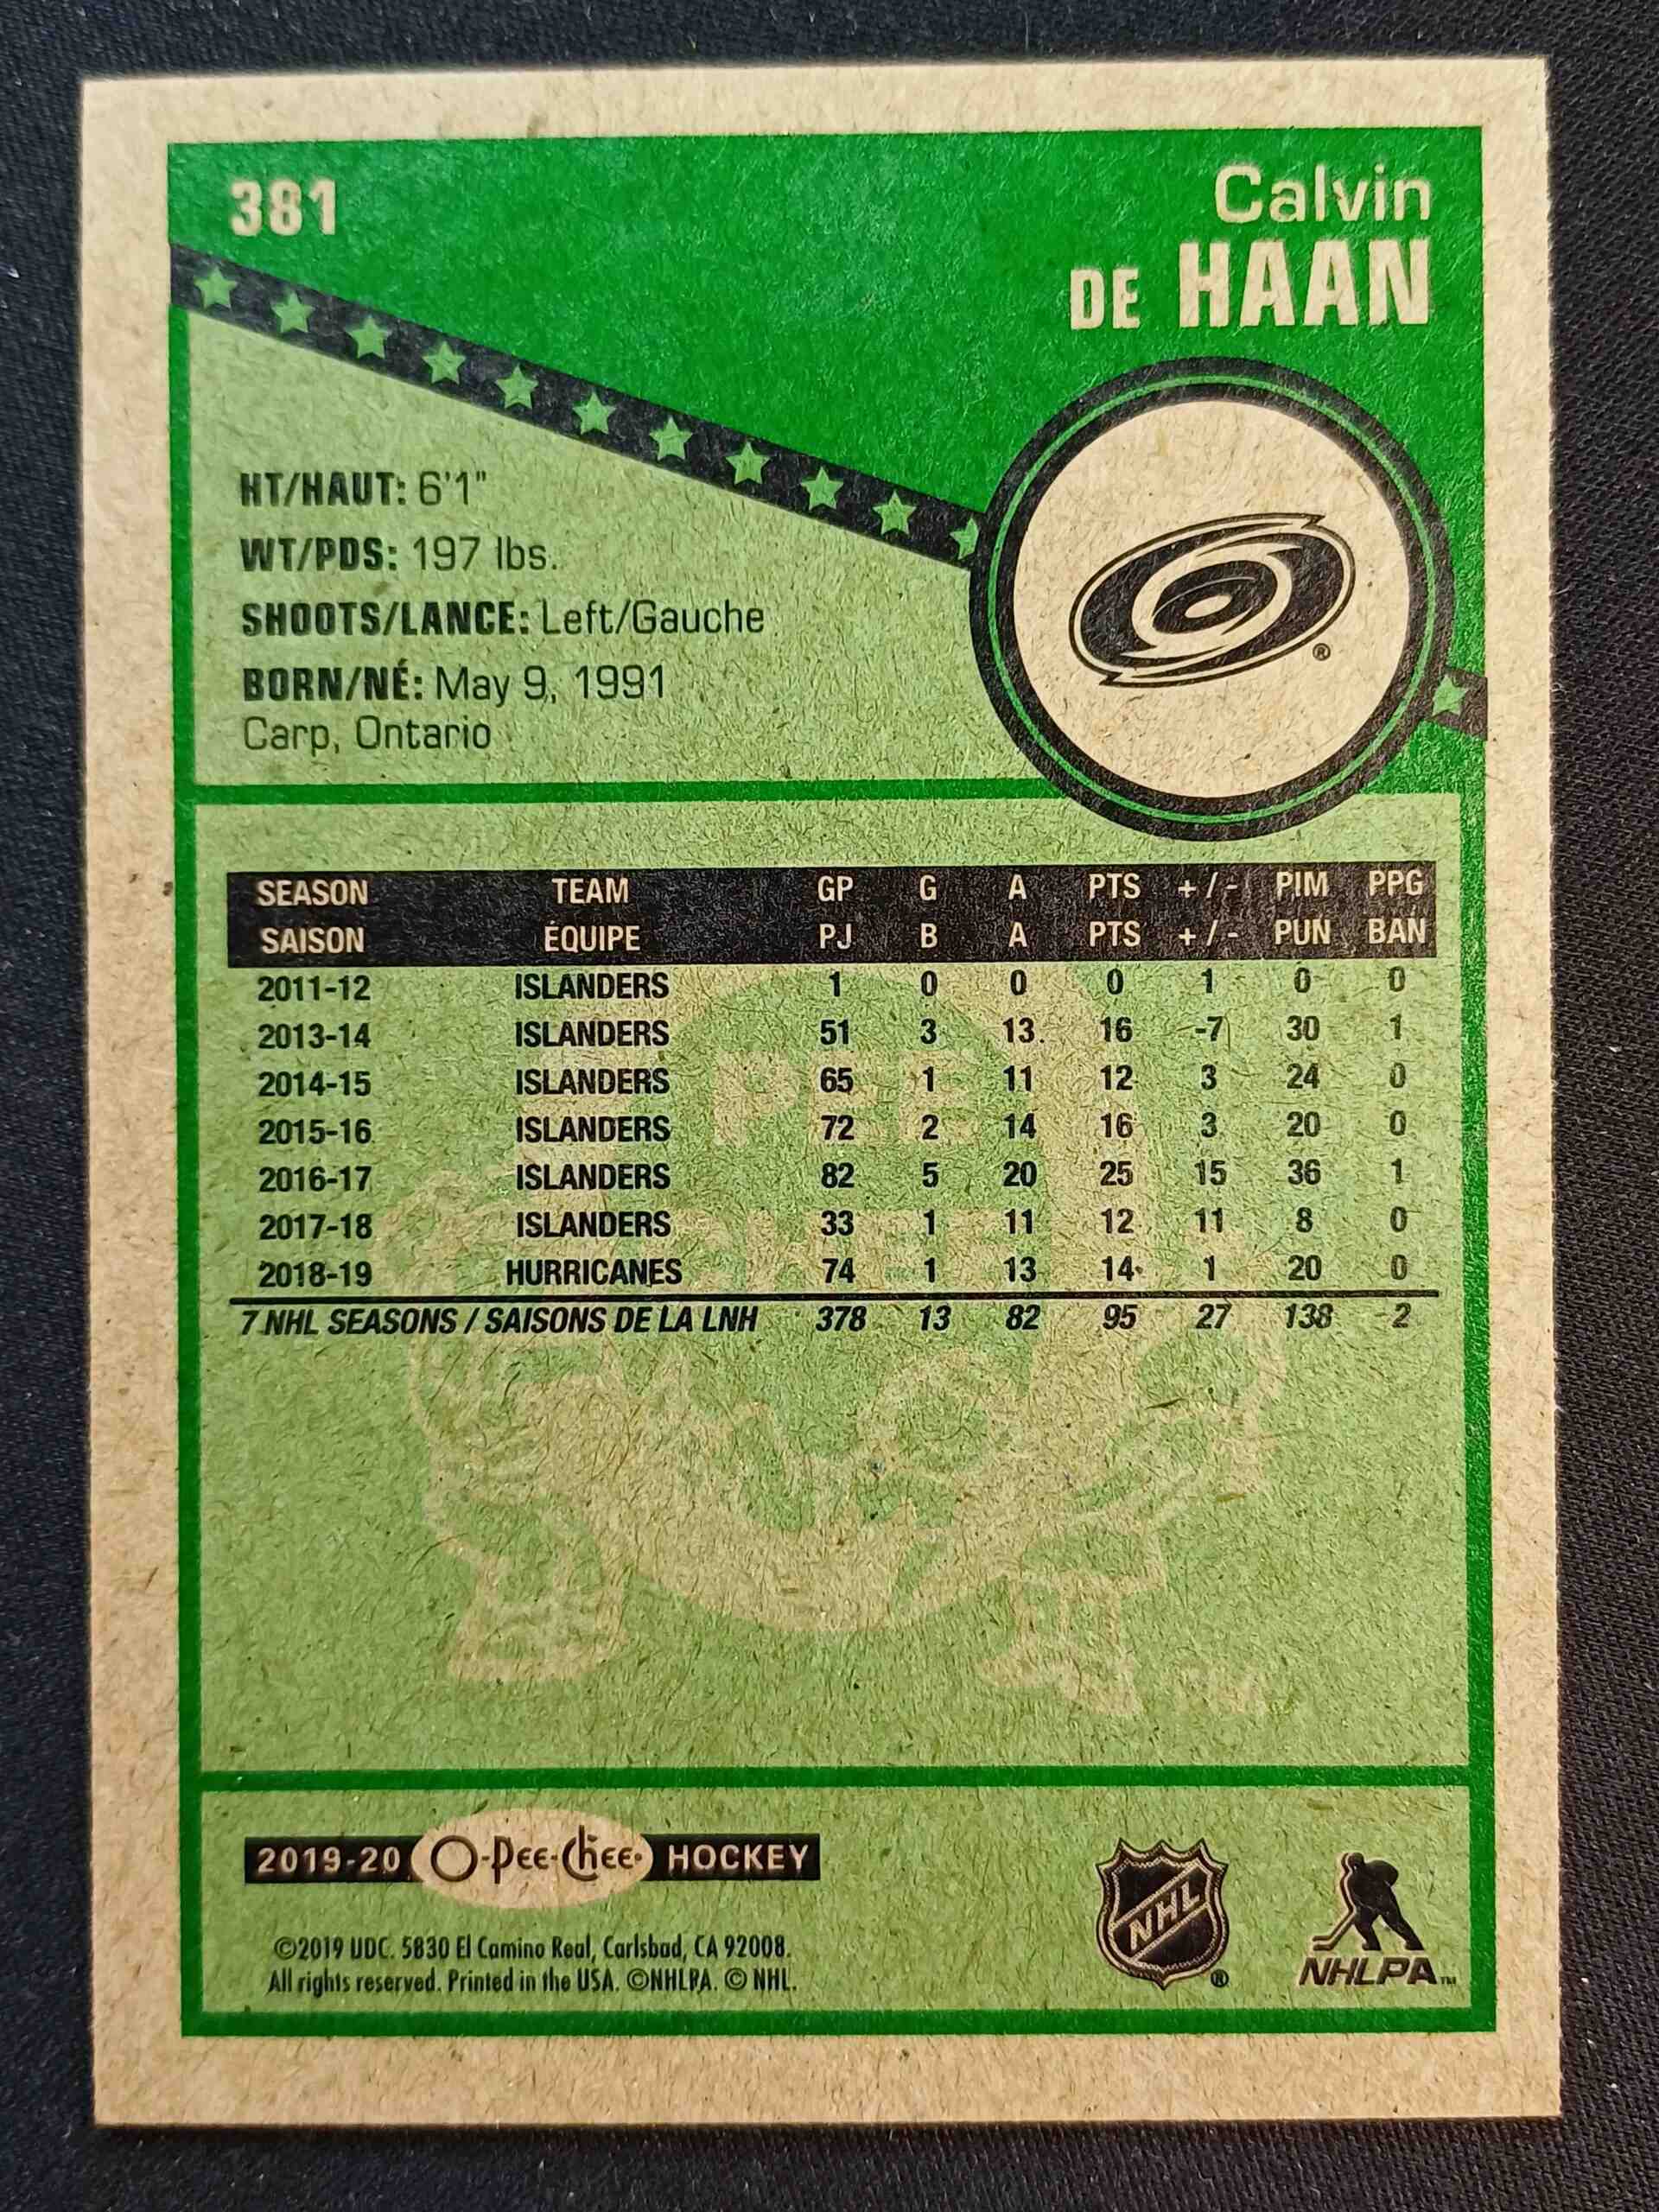 381
Calvin
DE HAAN
HT/HAUT: 6'1"
WT/PDS: 197 lbs.
SHOOTS/LANCE: Left/Gauche
BORN/NÉ: May 9, 1991
Carp, Ontario
®
SEASON TEAM GP G A PTS +/- PIM PPG
SAISON ÉQUIPE PJ B A PTS +/- PUN BAN
2011-12 ISLANDERS 1 0 0 0 1 0 0
2013-14 ISLANDERS 51 3 13 16 -7 30 1
2014-15 ISLANDERS 65 1 11 12 3 24 0
2015-16 ISLANDERS 72 2 14 16 3 20 0
2016-17 ISLANDERS 82 5 20 25 15 36 1
2017-18 ISLANDERS 33 1 11 12 11 8 0
2018-19 HURRICANES 74 1 13 14 1 20 0
7 NHL SEASONS / SAISONS DE LA LNH 378 13 82 95 27 138 2
PEE
CHEE
2019-20 O-Pee-Chee HOCKEY
©2019 UDC. 5830 El Camino Real, Carlsbad, CA 92008.
All rights reserved. Printed in the USA. ©NHLPA. © NHL.
NHL ®
NHLPA™